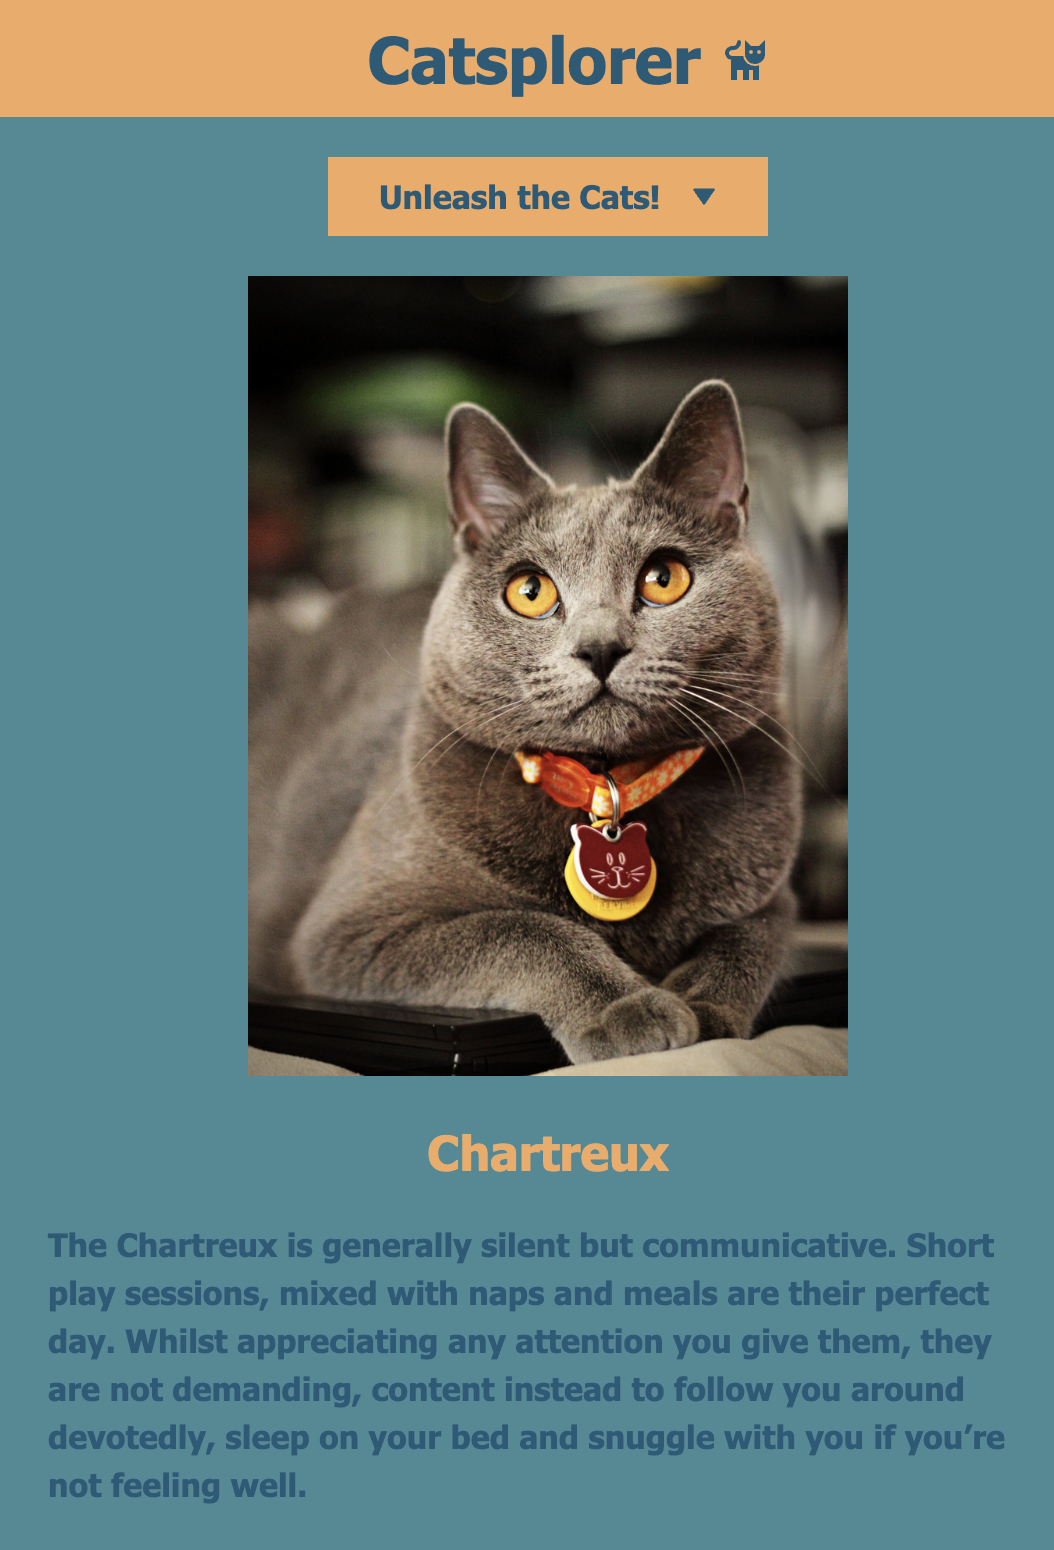 Catsplorer
Unleash the Cats!
Chartreux
The Chartreux is generally silent but communicative. Short
play sessions, mixed with naps and meals are their perfect
day. Whilst appreciating any attention you give them, they
are not demanding, content instead to follow you around
devotedly, sleep on your bed and snuggle with you if you’re
not feeling well.